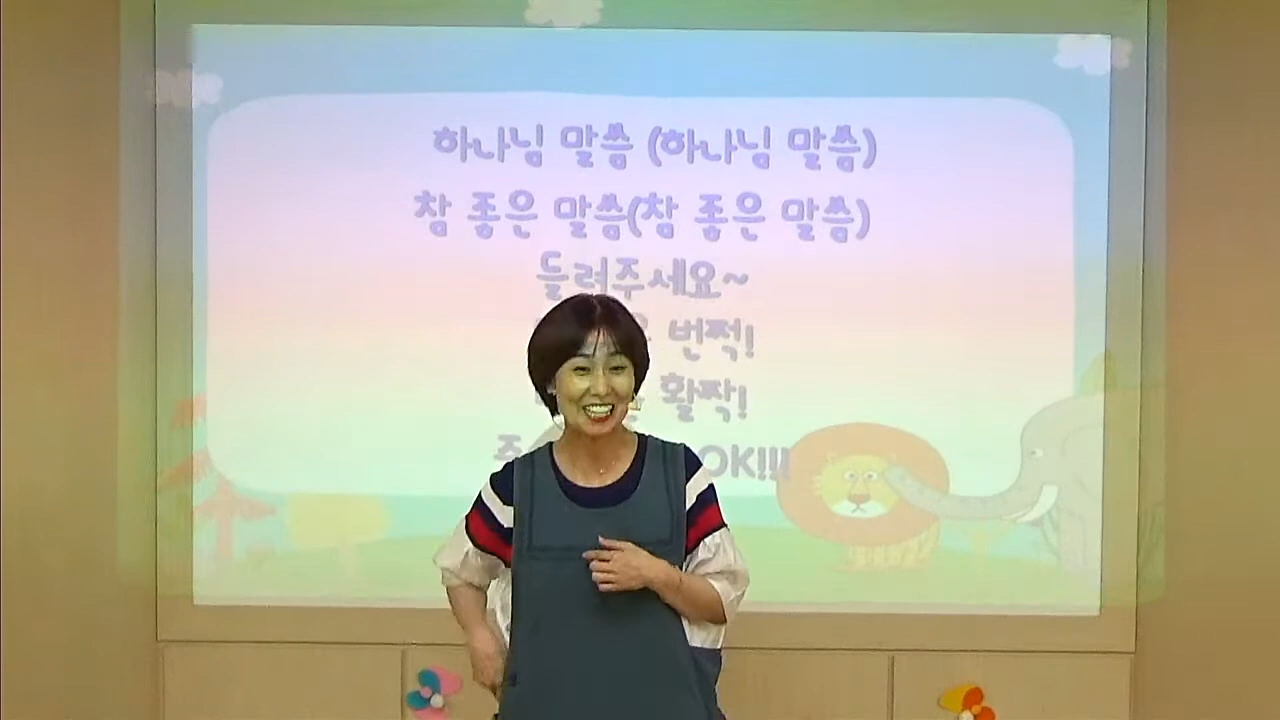 하나님 말씀 (하나님 말씀)
참 좋은 말씀(참 좋은 말씀)
들려주세요~
번쩍!
활짝!
OK!!!